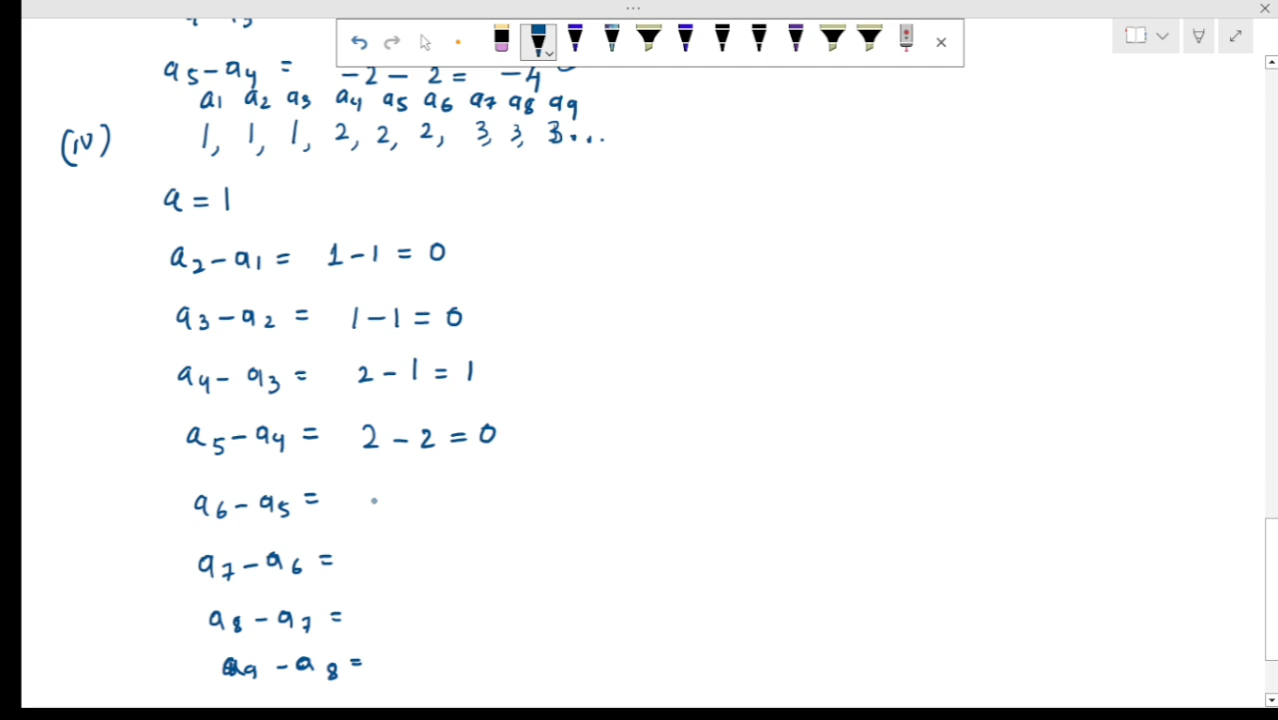 a5 - a4 = -2 - 2 = -4
a1 a2 a3 a4 a5 a6 a7 a8 a9
(iv) 1, 1, 1, 2, 2, 2, 3, 3, 3...
a = 1
a2 - a1 = 1 - 1 = 0
a3 - a2 = 1 - 1 = 0
a4 - a3 = 2 - 1 = 1
a5 - a4 = 2 - 2 = 0
a6 - a5 =
a7 - a6 =
a8 - a7 =
a9 - a8 =